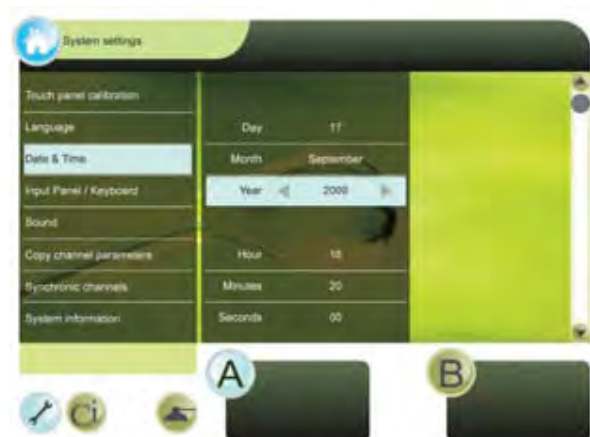 System settings
Touch panel calibration
Language
Date & Time
Input Panel / Keyboard
Sound
Copy channel parameters
Synchronic channels
System information
Day 17
Month September
Year 2009
Hour 18
Minutes 20
Seconds 00
A
B
Ci